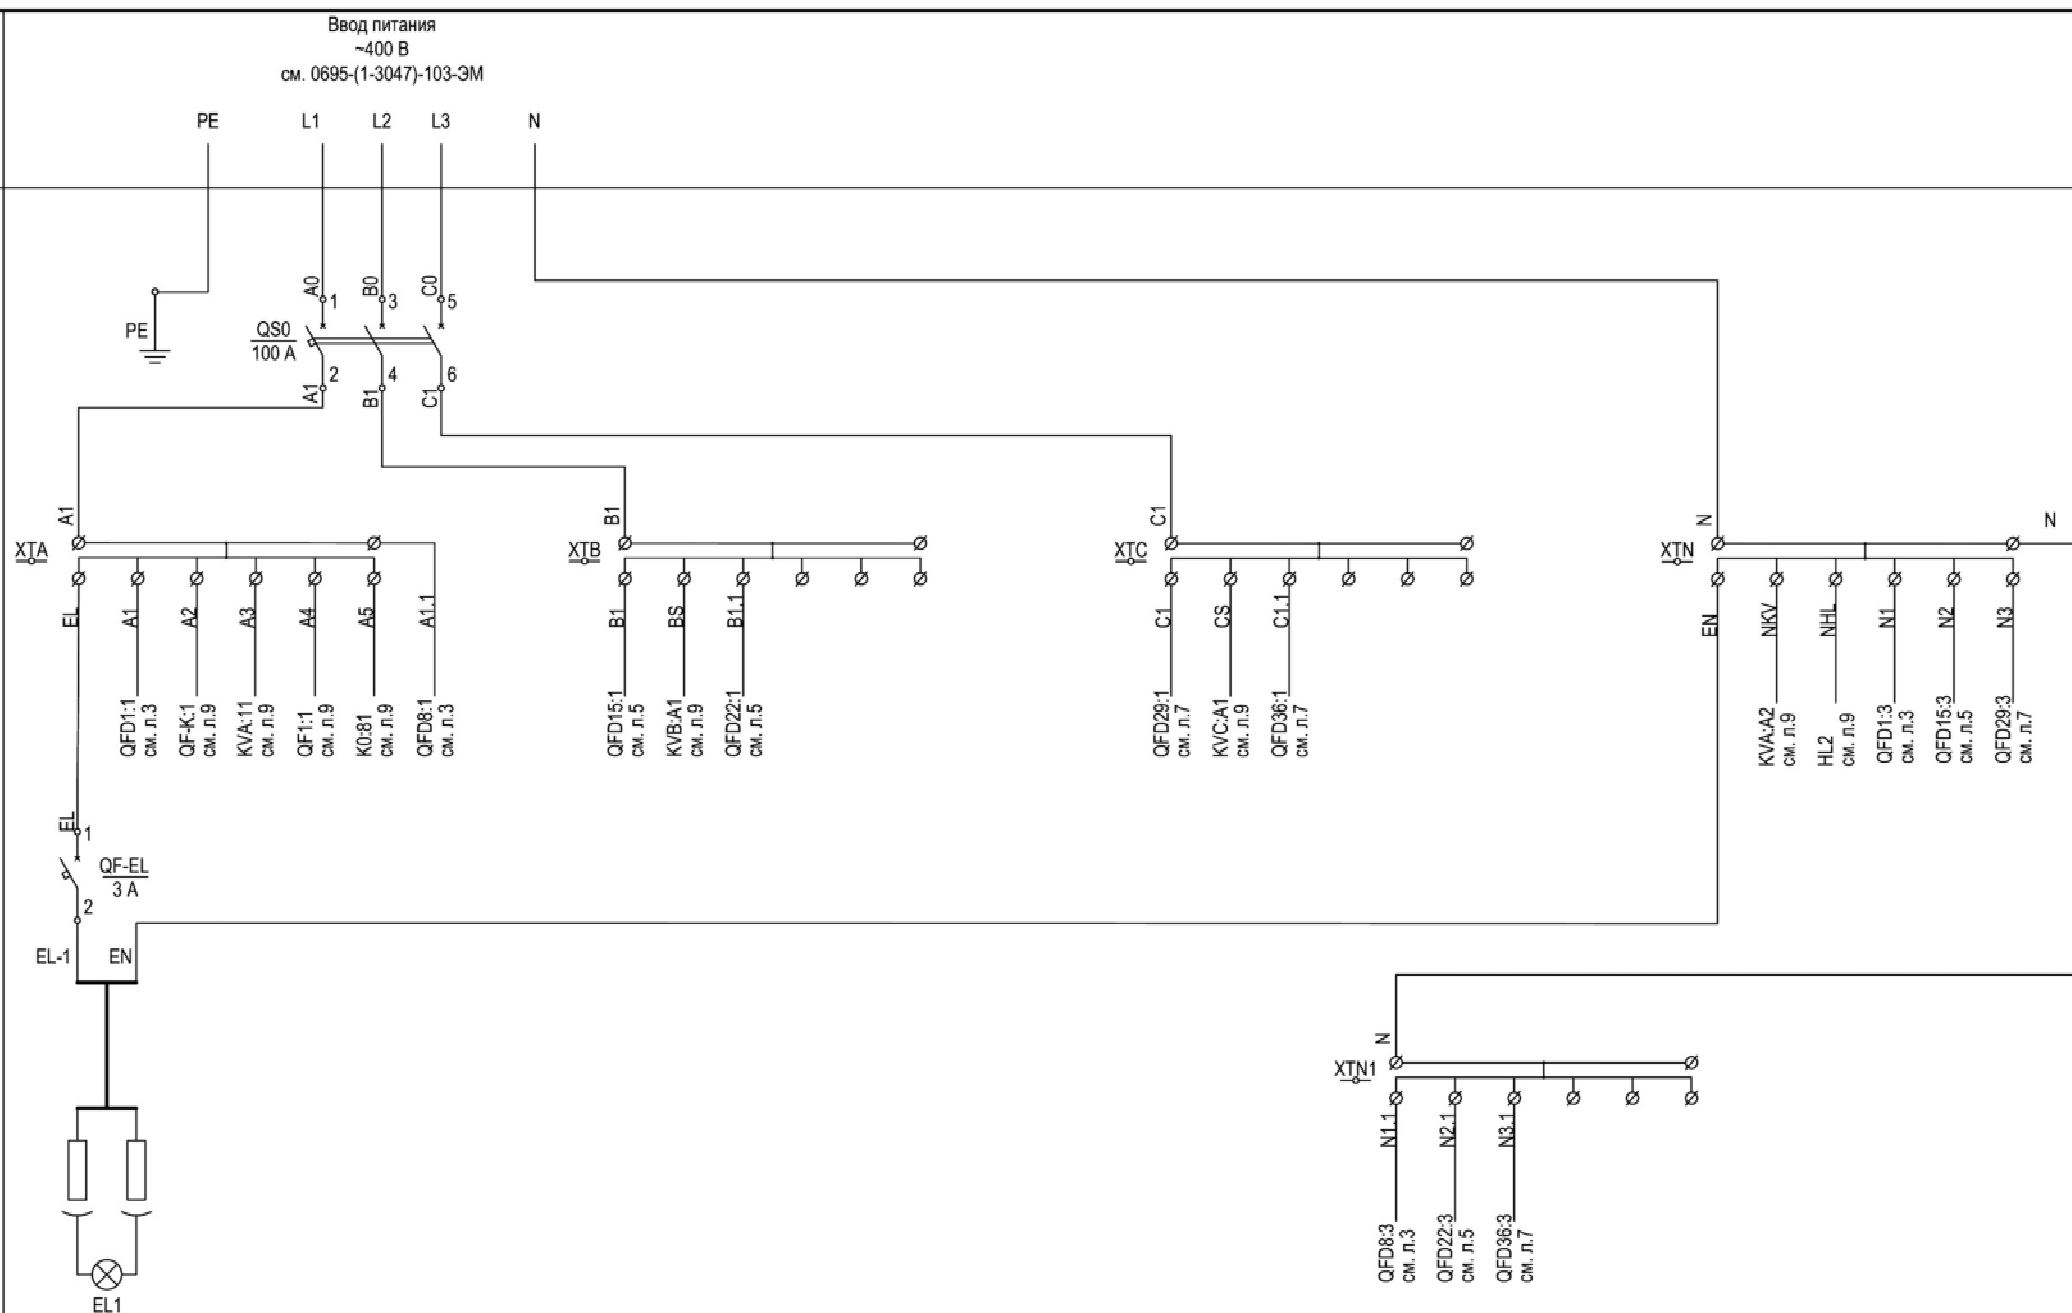 Ввод питания
~400 В
см. 0695-(1-3047)-103-ЭМ
PE
L1
L2
L3
N
A0
1
B0
3
C0
5
PE
QS0
100 A
2
4
6
A1
B1
C1
A1
B1
C1
N
N
XTA
XTB
XTC
XTN
EL
A1
A2
A3
A4
A5
A1.1
B1
BS
B1.1
C1
CS
C1.1
EN
NKV
NHL
N1
N2
N3
QFD1:1
см. л.3
QF-K:1
см. л.9
KVA:11
см. л.9
QF1:1
см. л.9
K0:81
см. л.9
QFD8:1
см. л.3
QFD15:1
см. л.5
KVB:A1
см. л.9
QFD22:1
см. л.5
QFD29:1
см. л.7
KVC:A1
см. л.9
QFD36:1
см. л.7
KVA:A2
см. л.9
HL2
см. л.9
QFD1:3
см. л.3
QFD15:3
см. л.5
QFD29:3
см. л.7
EL
1
QF-EL
3 A
2
EL-1
EN
N
XTN1
N1.1
N2.1
N3.1
QFD8:3
см. л.3
QFD22:3
см. л.5
QFD36:3
см. л.7
EL1